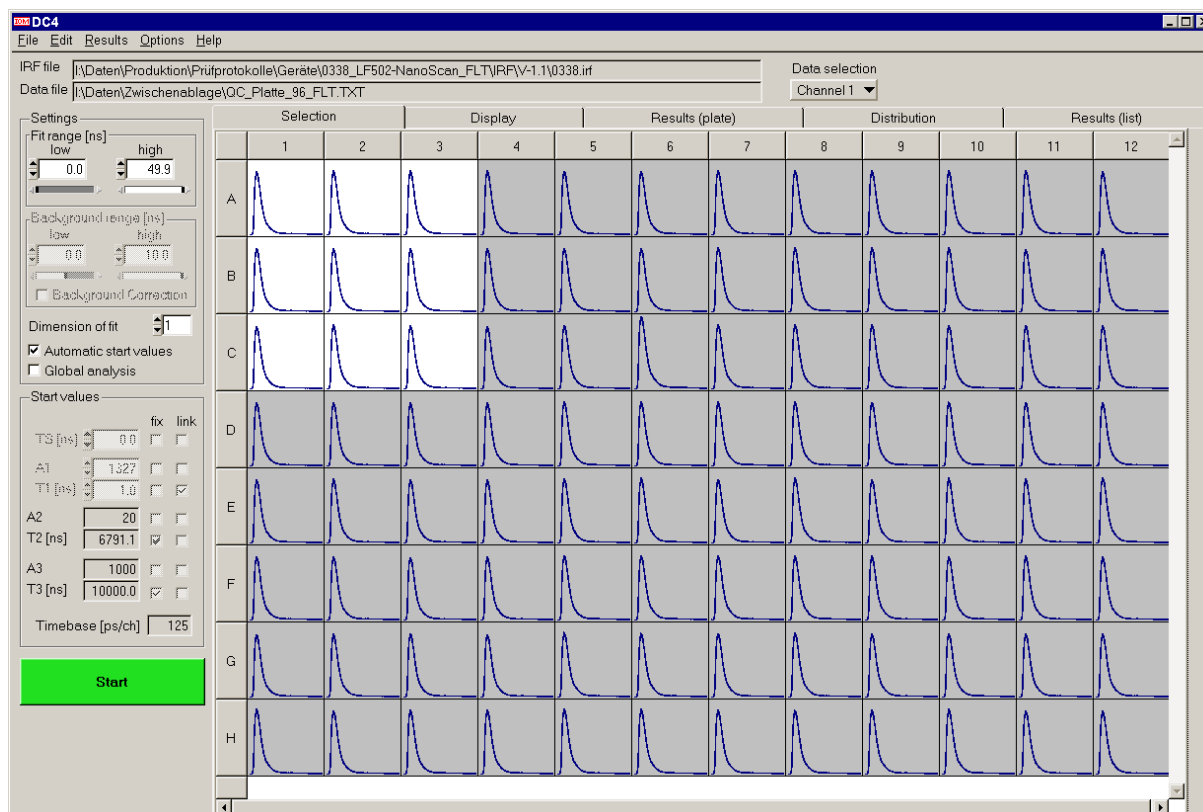 IOM DC4
File Edit Results Options Help
IRF file I:\Daten\Produktion\Prüfprotokolle\Geräte\0338_LF502-NanoScan_FLT\IRF\V-1.1\0338.irf
Data file I:\Daten\Zwischenablage\QC_Platte_96_FLT.TXT
Data selection
Channel 1
Selection Display Results (plate) Distribution Results (list)
Settings
Fit range [ns]
low high
0.0 49.9
Background range [ns]
low high
0.0 10.0
Background Correction
Dimension of fit 1
Automatic start values
Global analysis
Start values
fix link
TS [ns] 0.0
A1 1327
T1 [ns] 1.0
A2 20
T2 [ns] 6791.1
A3 1000
T3 [ns] 10000.0
Timebase [ps/ch] 125
Start
1 2 3 4 5 6 7 8 9 10 11 12
A
B
C
D
E
F
G
H